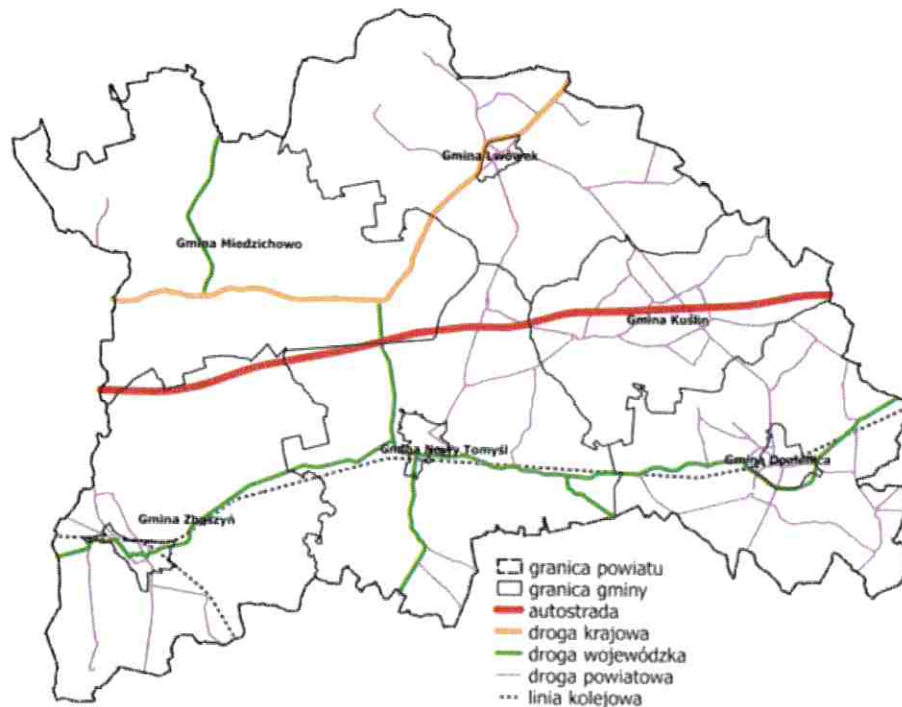 Gmina Lwówek
Gmina Miedzichowo
Gmina Kuślin
Gmina Nowy Tomyśl
Gmina Opalenica
Gmina Zbąszyń
granica powiatu
granica gminy
autostrada
droga krajowa
droga wojewódzka
droga powiatowa
linia kolejowa